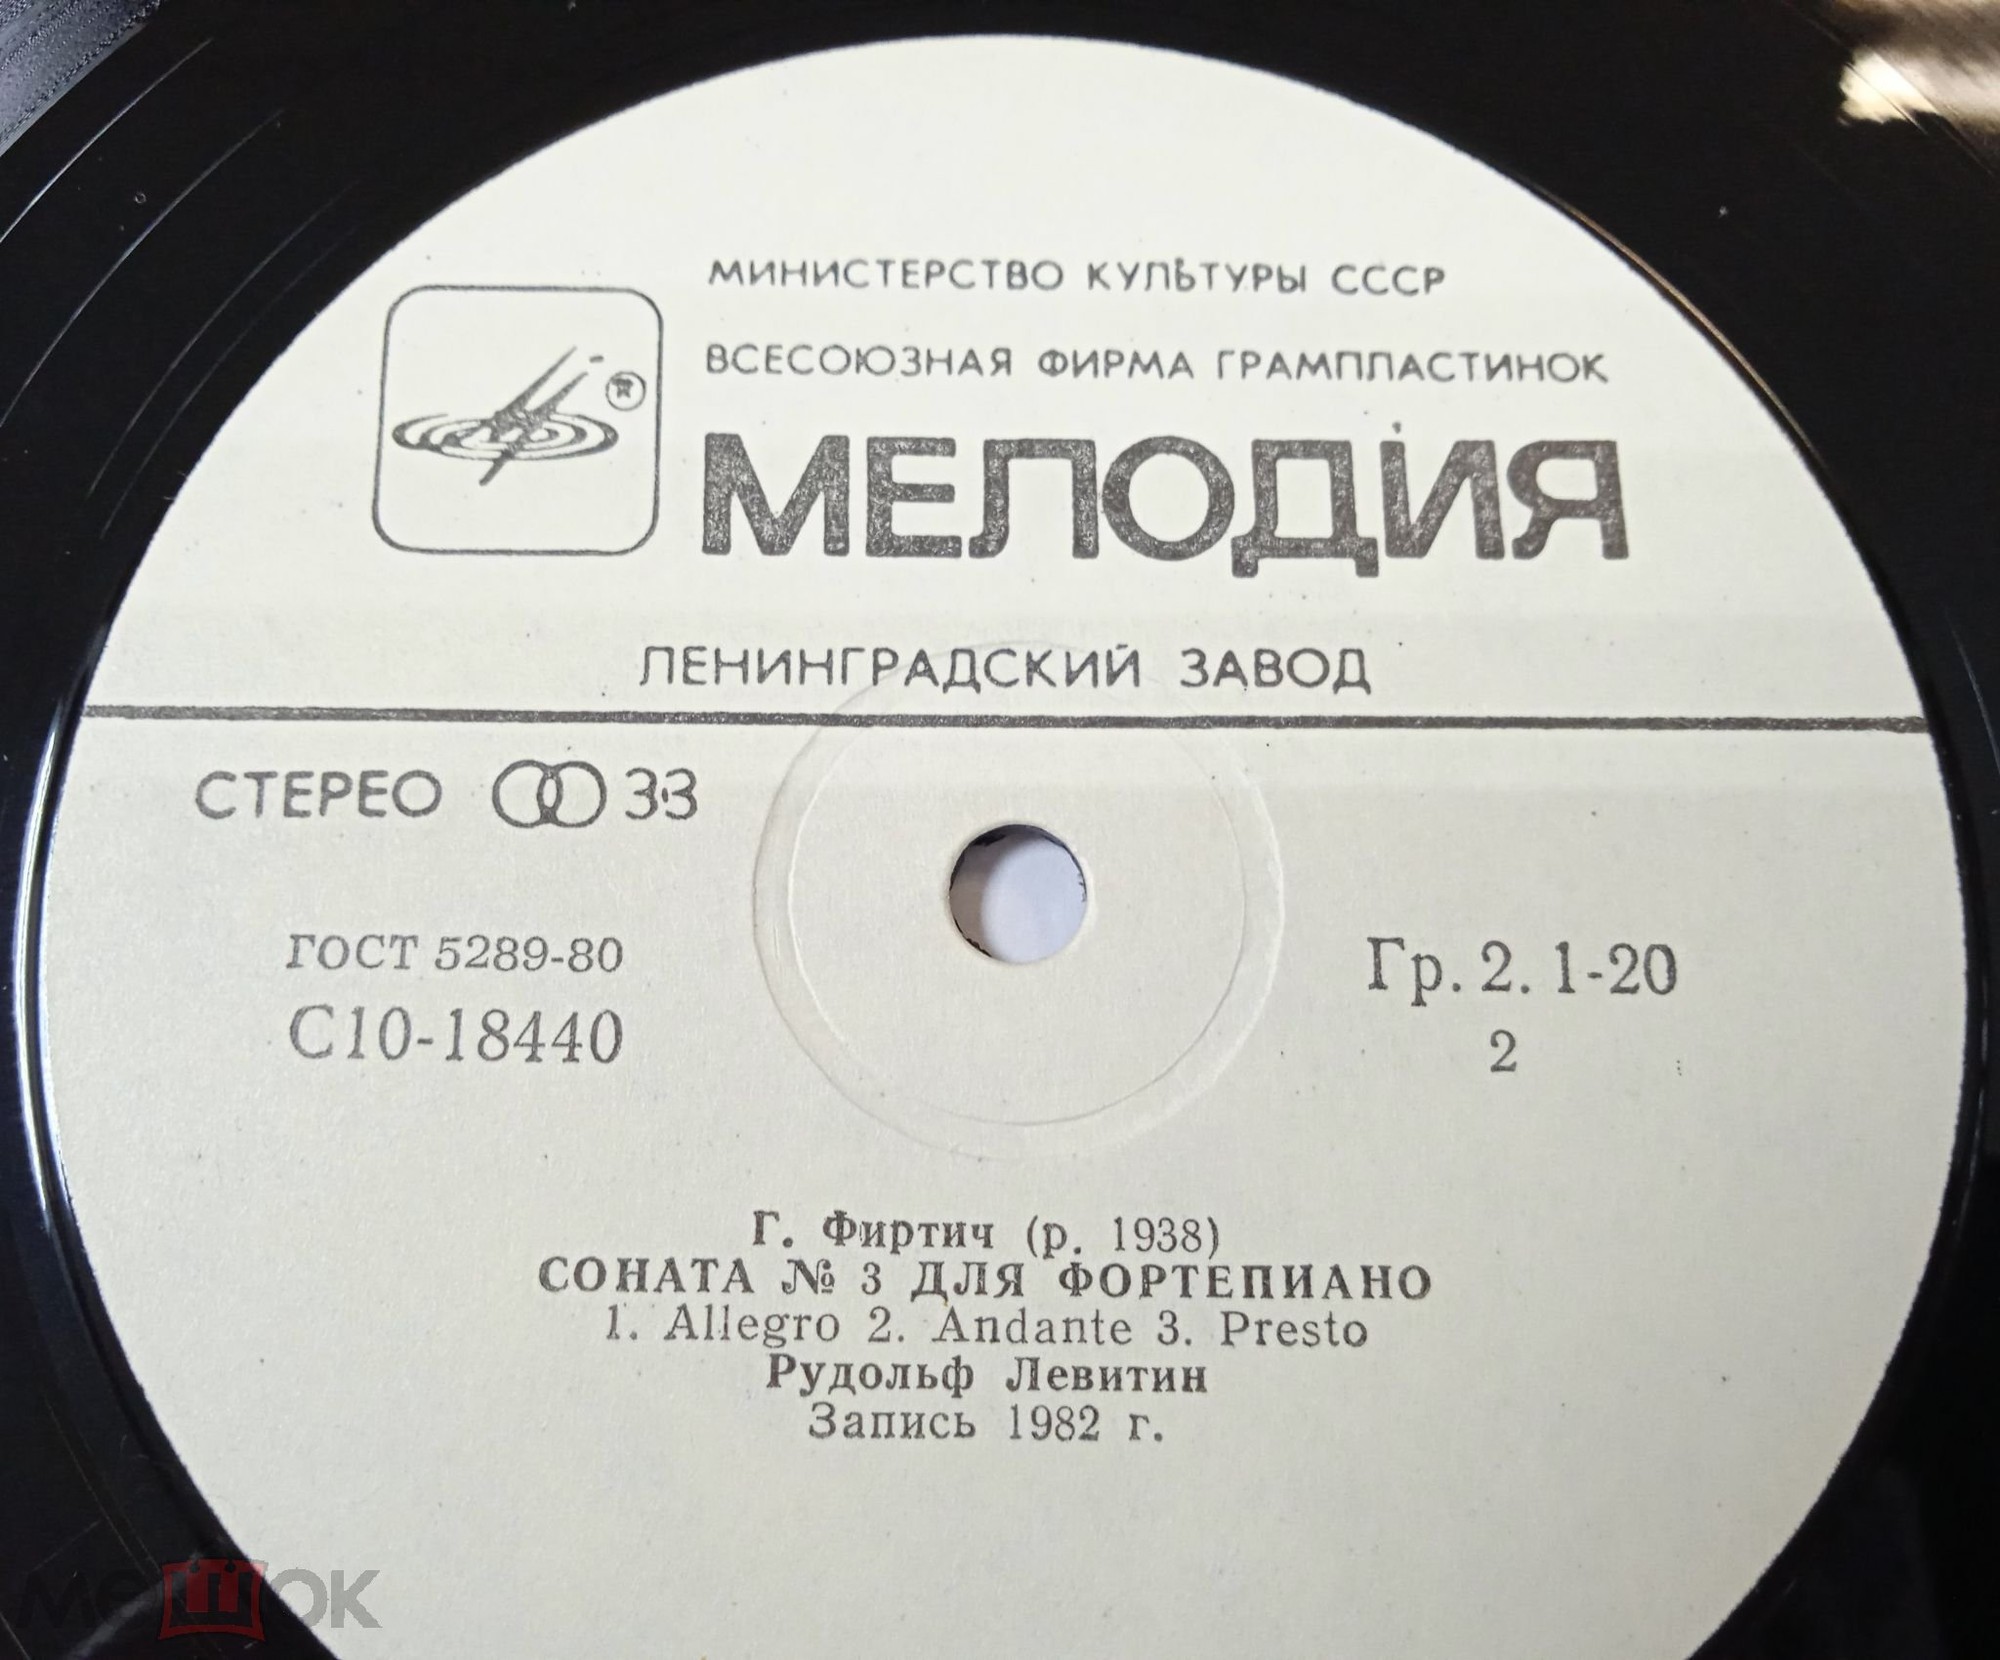 МИНИСТЕРСТВО КУЛЬТУРЫ СССР
ВСЕСОЮЗНАЯ ФИРМА ГРАМПЛАСТИНОК
МЕЛОДИЯ
ЛЕНИНГРАДСКИЙ ЗАВОД
СТЕРЕО 33
ГОСТ 5289-80
С10-18440
Гр. 2. 1-20
2
Г. Фиртич (р. 1938)
СОНАТА № 3 ДЛЯ ФОРТЕПИАНО
1. Allegro 2. Andante 3. Presto
Рудольф Левитин
Запись 1982 г.
мешок